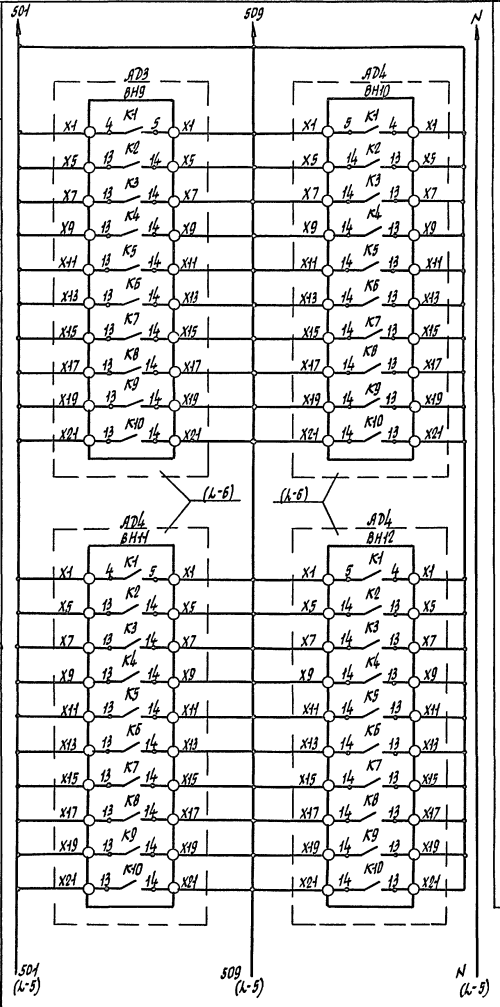 501 509 N
AD3 AD4
BH9 BH10
K1 K1
X1 4 5 X1 X1 5 4 X1
K2 K2
X5 13 14 X5 X5 14 13 X5
K3 K3
X7 13 14 X7 X7 14 13 X7
K4 K4
X9 13 14 X9 X9 14 13 X9
K5 K5
X11 13 14 X11 X11 14 13 X11
K6 K6
X13 13 14 X13 X13 14 13 X13
K7 K7
X15 13 14 X15 X15 14 13 X15
K8 K8
X17 13 14 X17 X17 14 13 X17
K9 K9
X19 13 14 X19 X19 14 13 X19
K10 K10
X21 13 14 X21 X21 14 13 X21
(L-6) (L-6)
AD4 AD4
BH11 BH12
K1 K1
X1 4 5 X1 X1 5 4 X1
K2 K2
X5 13 14 X5 X5 14 13 X5
K3 K3
X7 13 14 X7 X7 14 13 X7
K4 K4
X9 13 14 X9 X9 14 13 X9
K5 K5
X11 13 14 X11 X11 14 13 X11
K6 K6
X13 13 14 X13 X13 14 13 X13
K7 K7
X15 13 14 X15 X15 14 13 X15
K8 K8
X17 13 14 X17 X17 14 13 X17
K9 K9
X19 13 14 X19 X19 14 13 X19
K10 K10
X21 13 14 X21 X21 14 13 X21
501 509 N
(L-5) (L-5) (L-5)